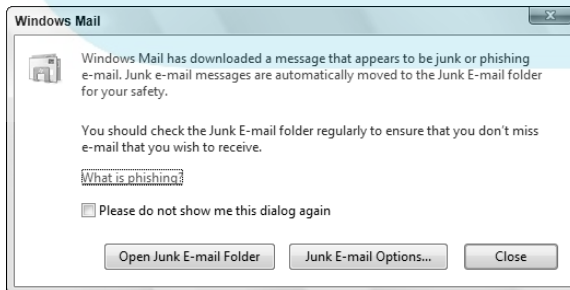 Windows Mail
Windows Mail has downloaded a message that appears to be junk or phishing
e-mail. Junk e-mail messages are automatically moved to the Junk E-mail folder
for your safety.
You should check the Junk E-mail folder regularly to ensure that you don't miss
e-mail that you wish to receive.
What is phishing?
Please do not show me this dialog again
Open Junk E-mail Folder
Junk E-mail Options...
Close